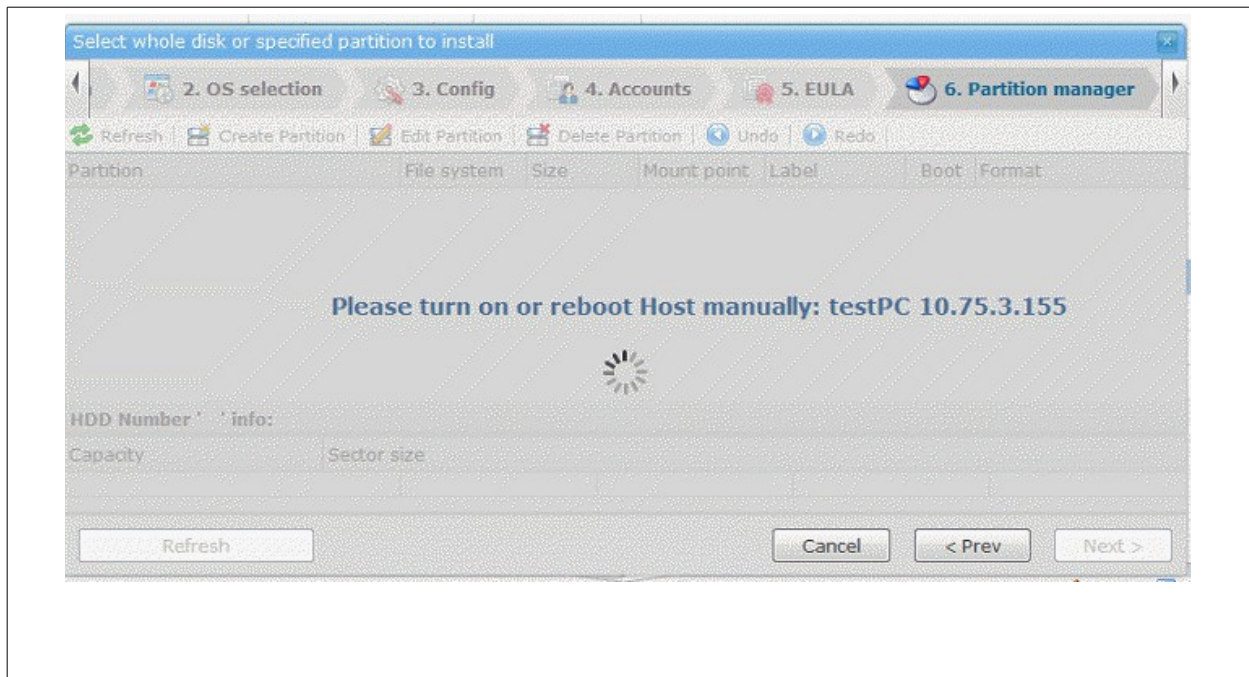 Select whole disk or specified partition to install
2. OS selection 3. Config 4. Accounts 5. EULA 6. Partition manager
Refresh Create Partition Edit Partition Delete Partition Undo Redo
Partition File system Size Mount point Label Boot Format
Please turn on or reboot Host manually: testPC 10.75.3.155
HDD Number ' ' info:
Capacity Sector size
Refresh Cancel < Prev Next >